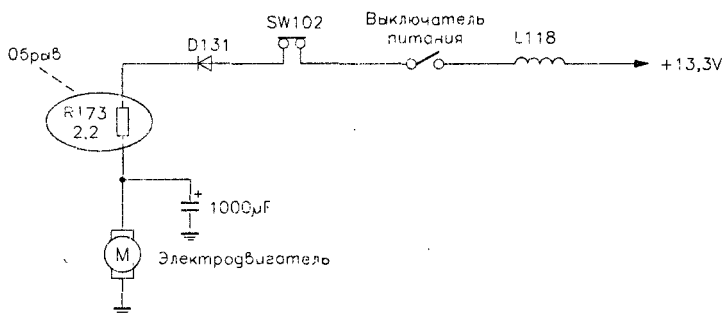 Выключатель
питания
SW102
L118
D131
Обрыв
+13,3V
R173
2,2
+
1000μF
M
Электродвигатель